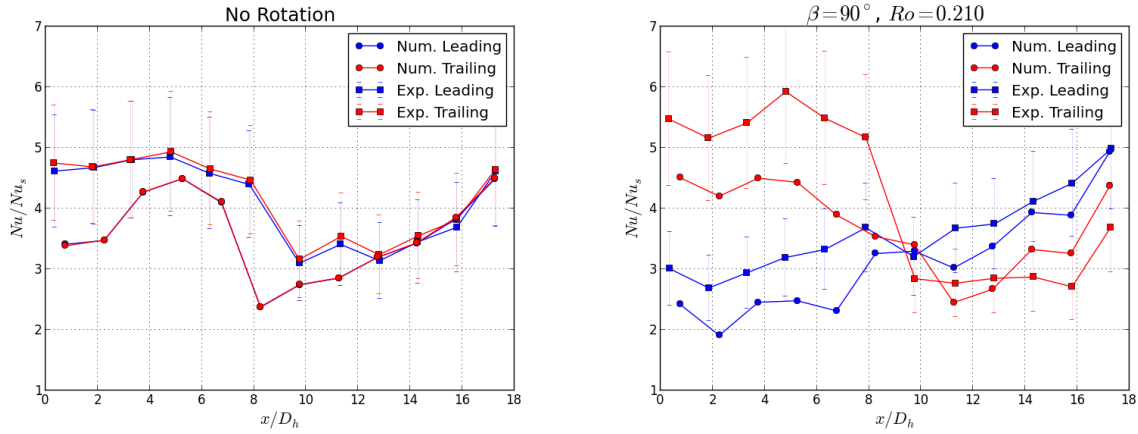 No Rotation
7
6
5
4
3
2
1
Nu/Nu_s
0 2 4 6 8 10 12 14 16 18
x/D_h
Num. Leading
Num. Trailing
Exp. Leading
Exp. Trailing
β=90°, Ro=0.210
7
6
5
4
3
2
1
Nu/Nu_s
0 2 4 6 8 10 12 14 16 18
x/D_h
Num. Leading
Num. Trailing
Exp. Leading
Exp. Trailing